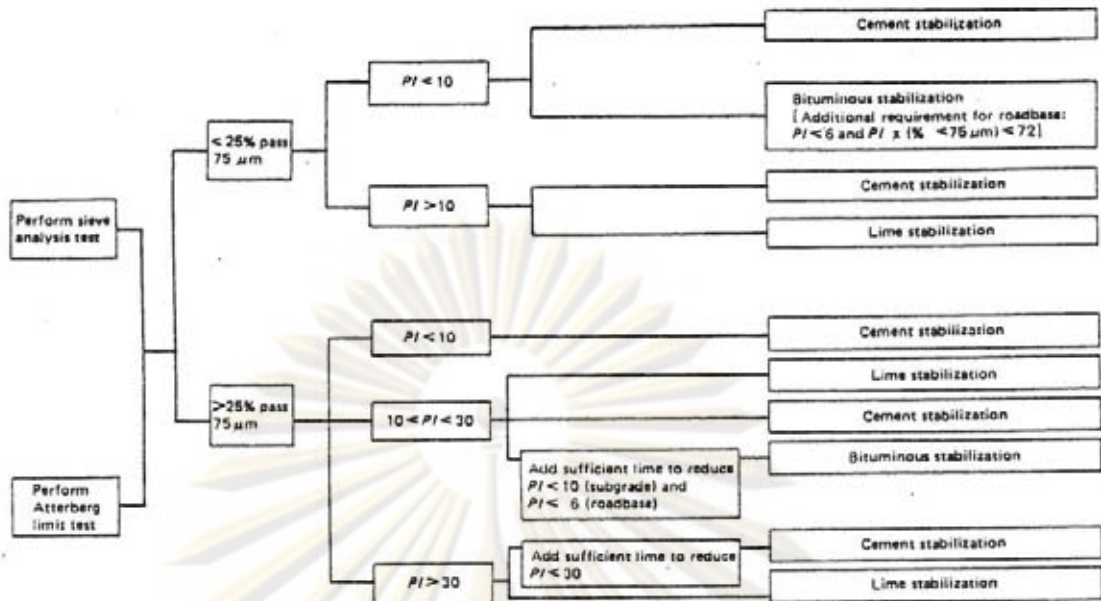 Perform sieve
analysis test
Perform
Atterberg
limit test
< 25% pass
75 μm
>25% pass
75 μm
PI < 10
PI > 10
PI < 10
10 < PI < 30
PI > 30
Add sufficient lime to reduce
PI < 10 (subgrade) and
PI < 6 (roadbase)
Add sufficient lime to reduce
PI < 30
Cement stabilization
Bituminous stabilization
[Additional requirement for roadbase:
PI < 6 and PI x (% <75 μm) ≤ 72]
Cement stabilization
Lime stabilization
Cement stabilization
Lime stabilization
Cement stabilization
Bituminous stabilization
Cement stabilization
Lime stabilization